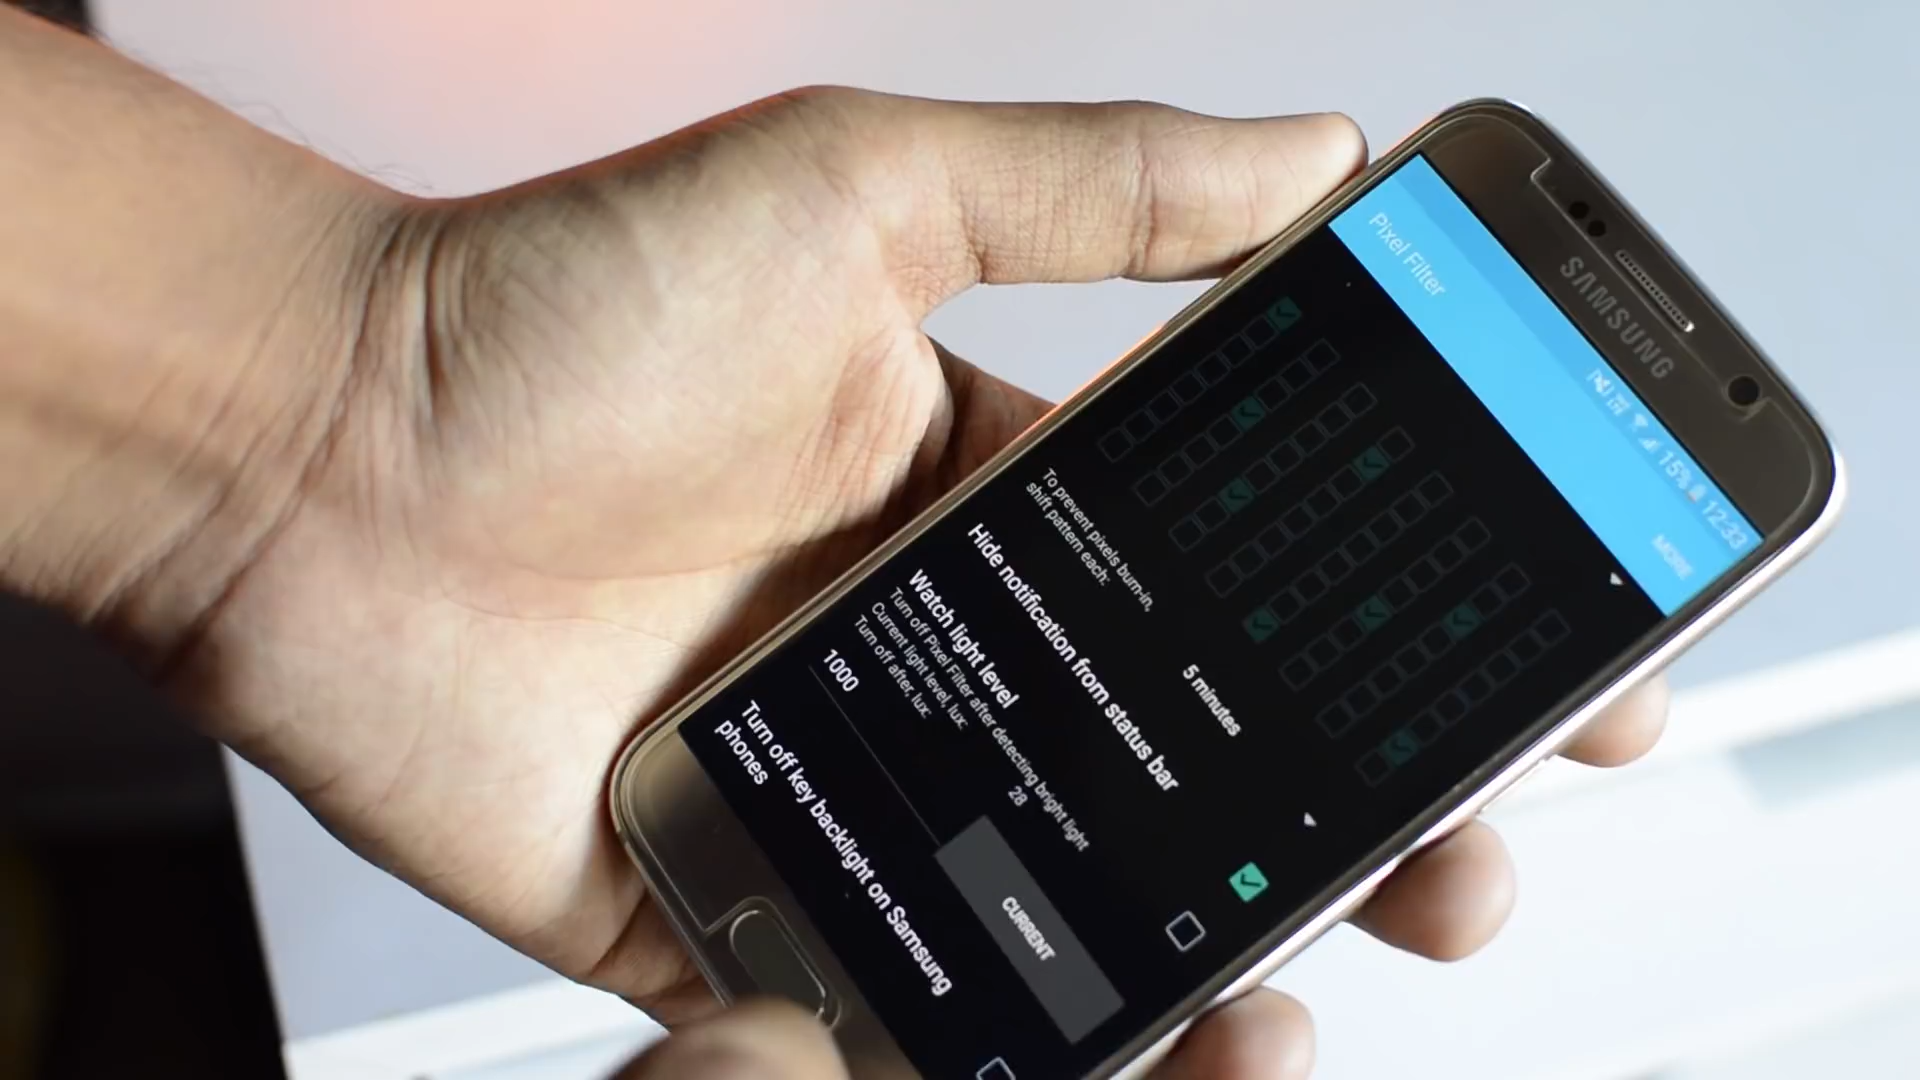 SAMSUNG
15% 12:33
Pixel Filter
MORE
To prevent pixels burn-in,
shift pattern each:
5 minutes
Hide notification from status bar
Watch light level
Turn off Pixel Filter after detecting bright light
Current light level, lux:
28
Turn off after, lux:
1000
CURRENT
Turn off key backlight on Samsung
phones